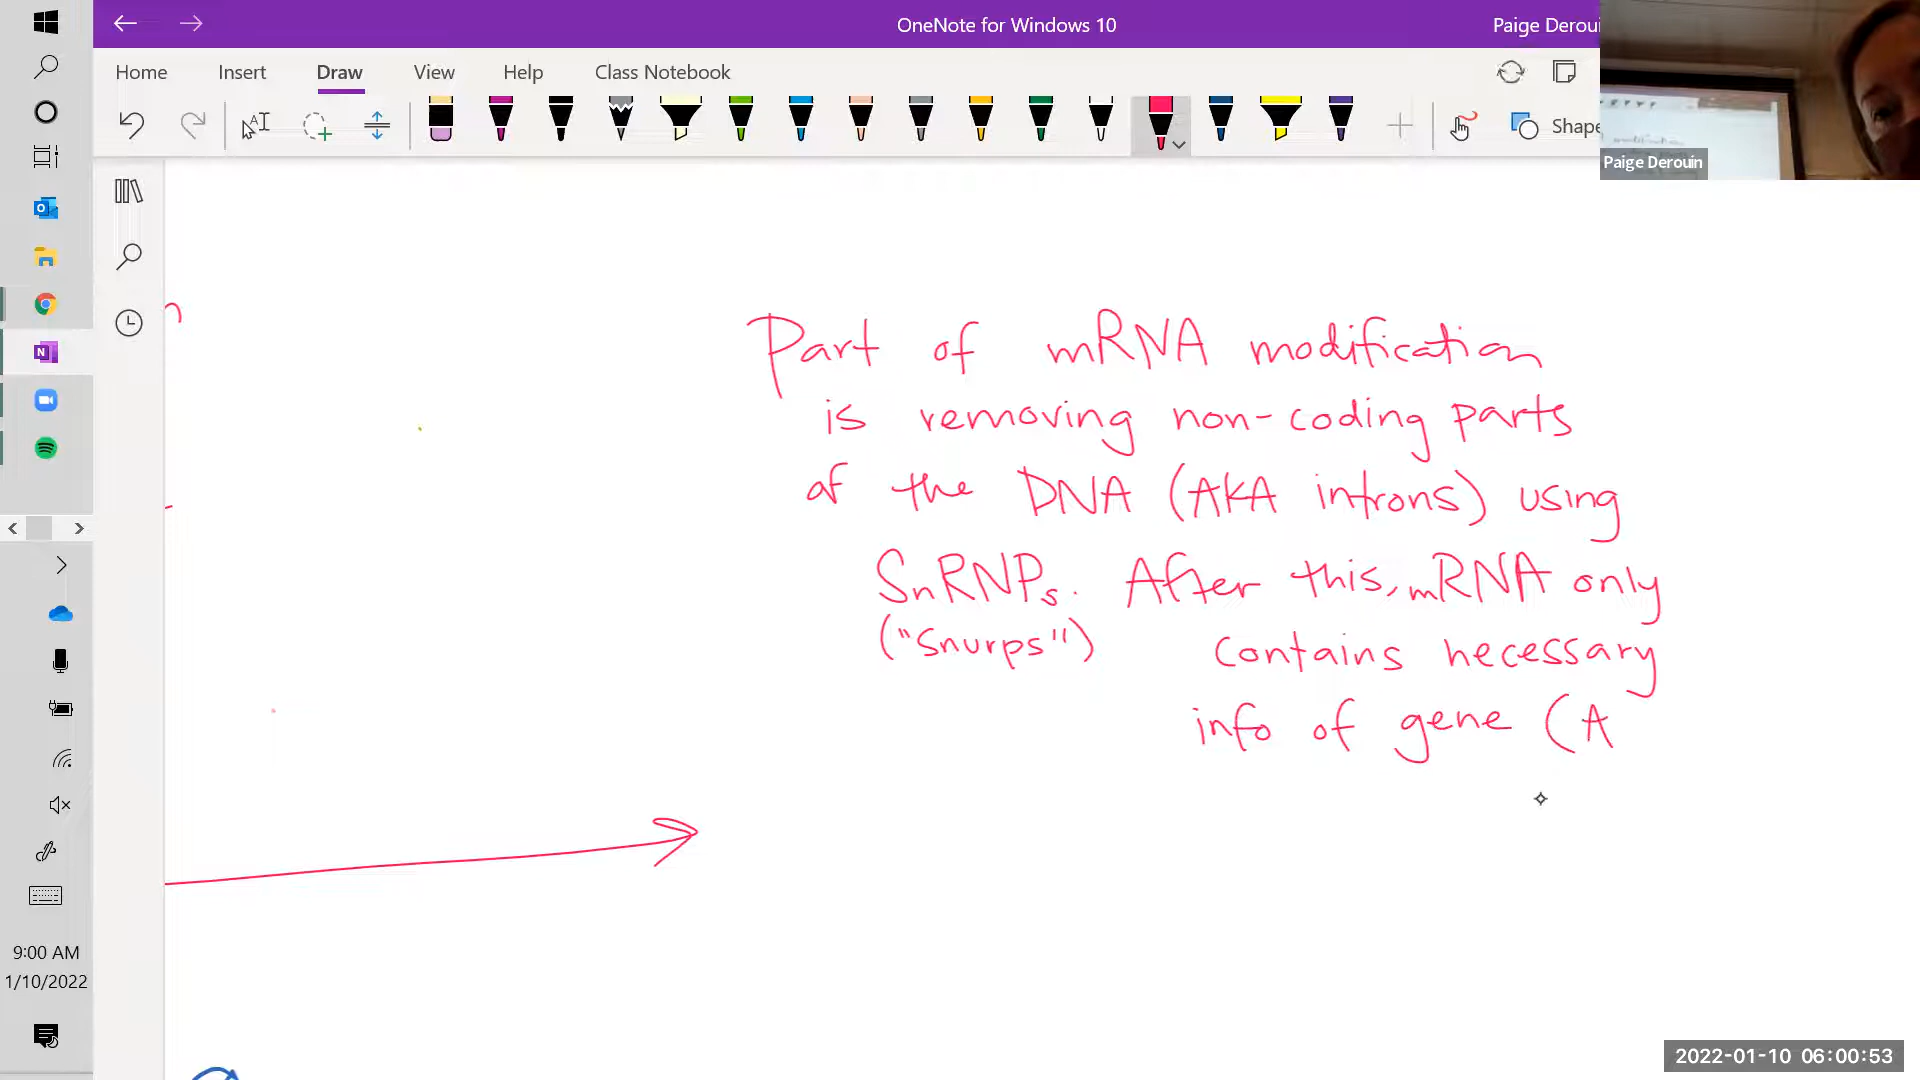 OneNote for Windows 10
Paige Deroui
Home Insert Draw View Help Class Notebook
Shape
Paige Derouin
Part of mRNA modification
is removing non-coding parts
of the DNA (AKA introns) using
SnRNPs. After this, mRNA only
("Snurps") contains necessary
info of gene (A
9:00 AM
1/10/2022
2022-01-10 06:00:53